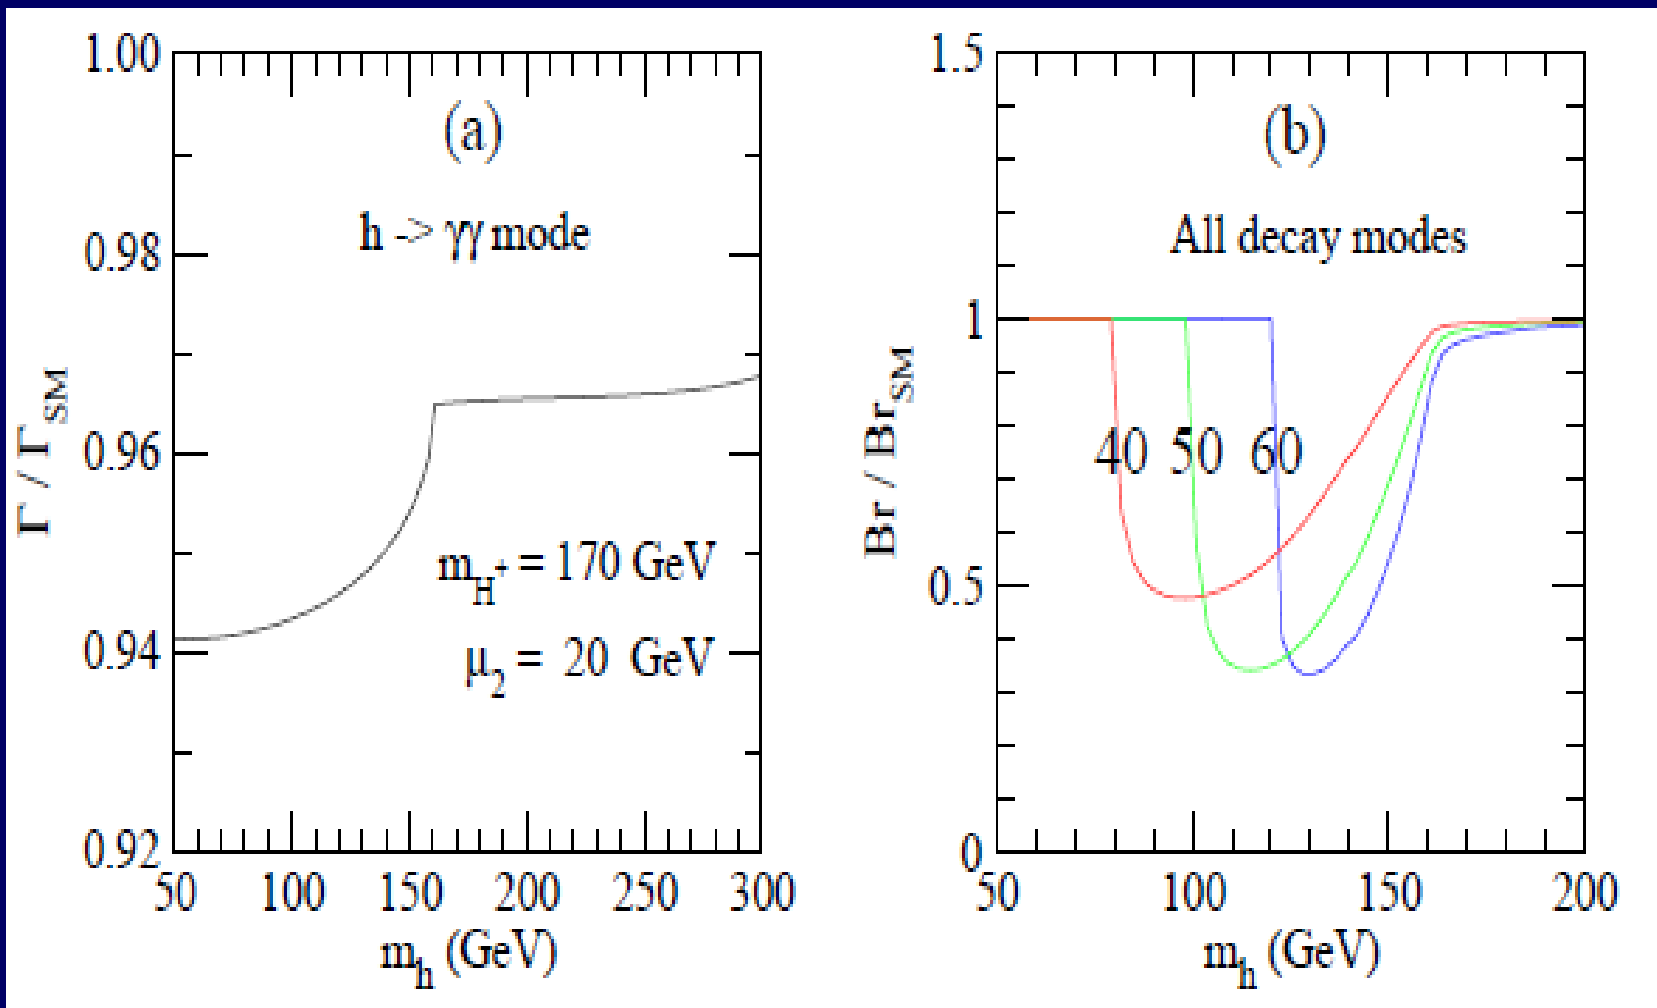 1.00
0.98
0.96
0.94
0.92
Γ / Γ_SM
(a)
h -> γγ mode
m_H⁺ = 170 GeV
μ₂ = 20 GeV
50 100 150 200 250 300
m_h (GeV)
1.5
1
0.5
0
Br / Br_SM
(b)
All decay modes
40 50 60
50 100 150 200
m_h (GeV)